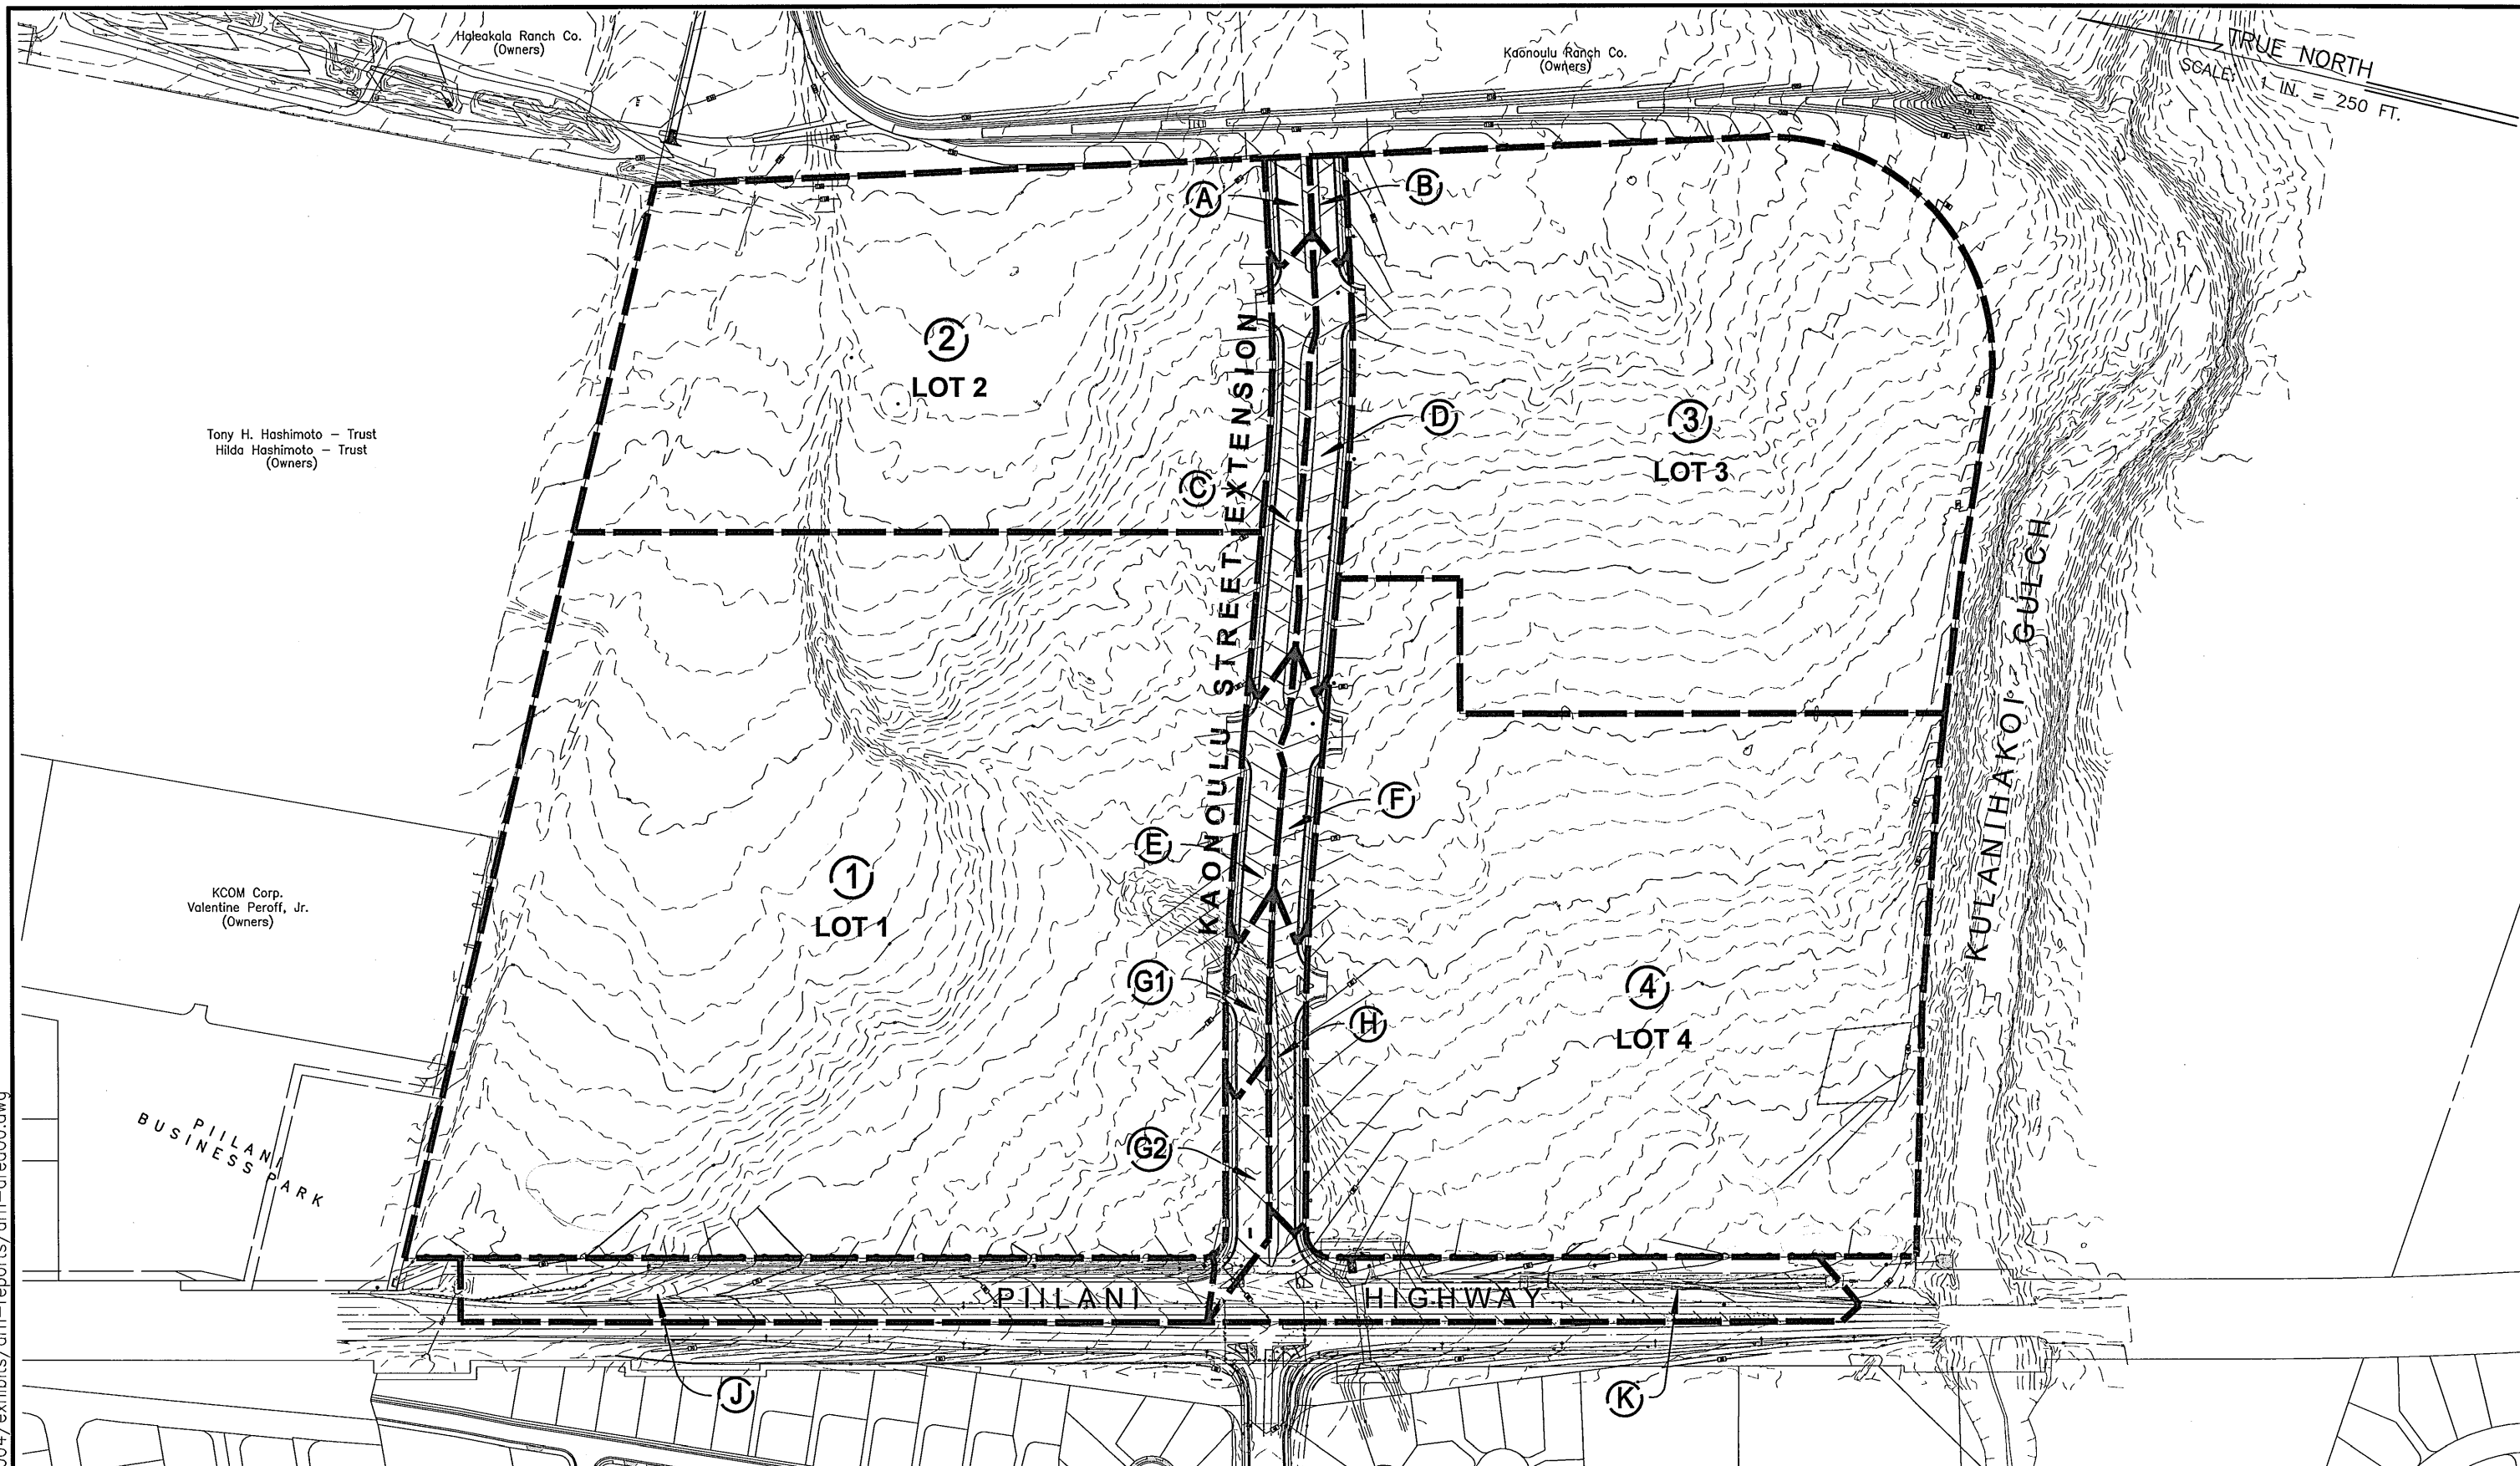 Haleakala Ranch Co.
(Owners)
Kaonoulu Ranch Co.
(Owners)
TRUE NORTH
SCALE: 1 IN. = 250 FT.
A
B
2
LOT 2
KAONOULU STREET EXTENSION
D
3
LOT 3
Tony H. Hashimoto – Trust
Hilda Hashimoto – Trust
(Owners)
C
KULANIHAKOI GULCH
F
E
1
LOT 1
KCOM Corp.
Valentine Peroff, Jr.
(Owners)
G1
4
LOT 4
H
PIILANI
BUSINESS PARK
G2
PIILANI HIGHWAY
J
K